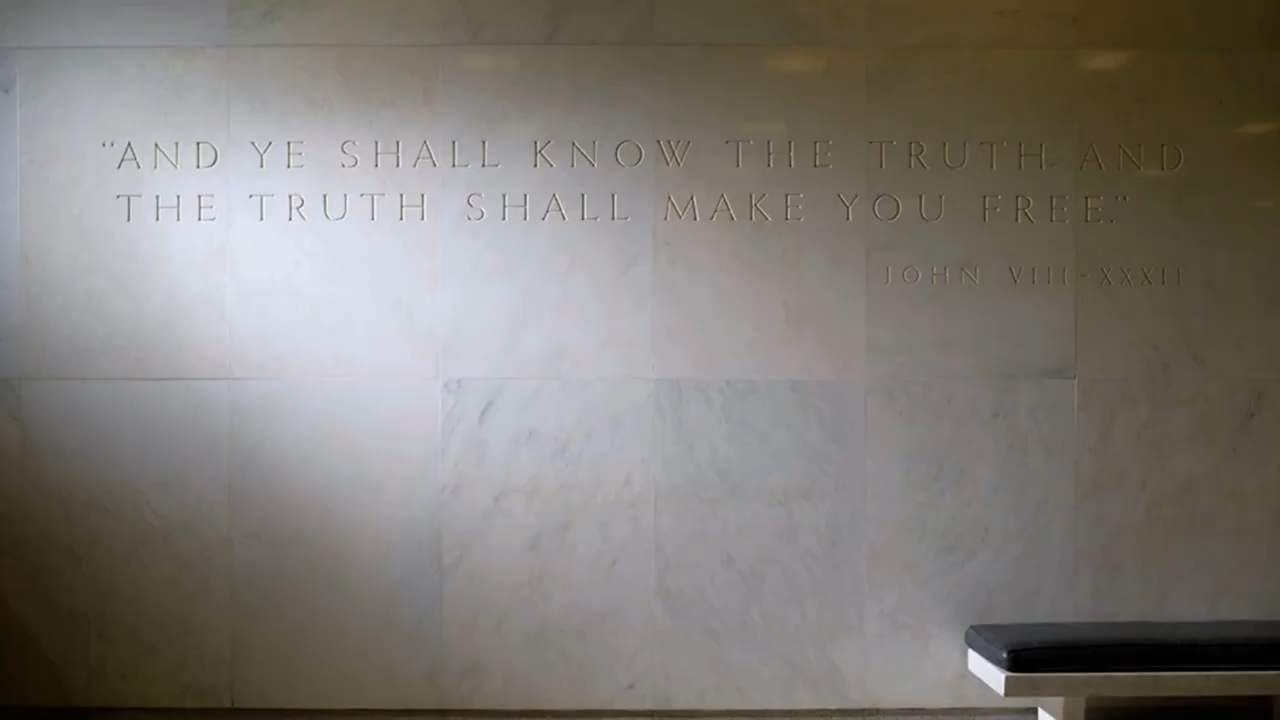 “AND YE SHALL KNOW THE TRUTH AND
THE TRUTH SHALL MAKE YOU FREE.”
JOHN VIII-XXXII